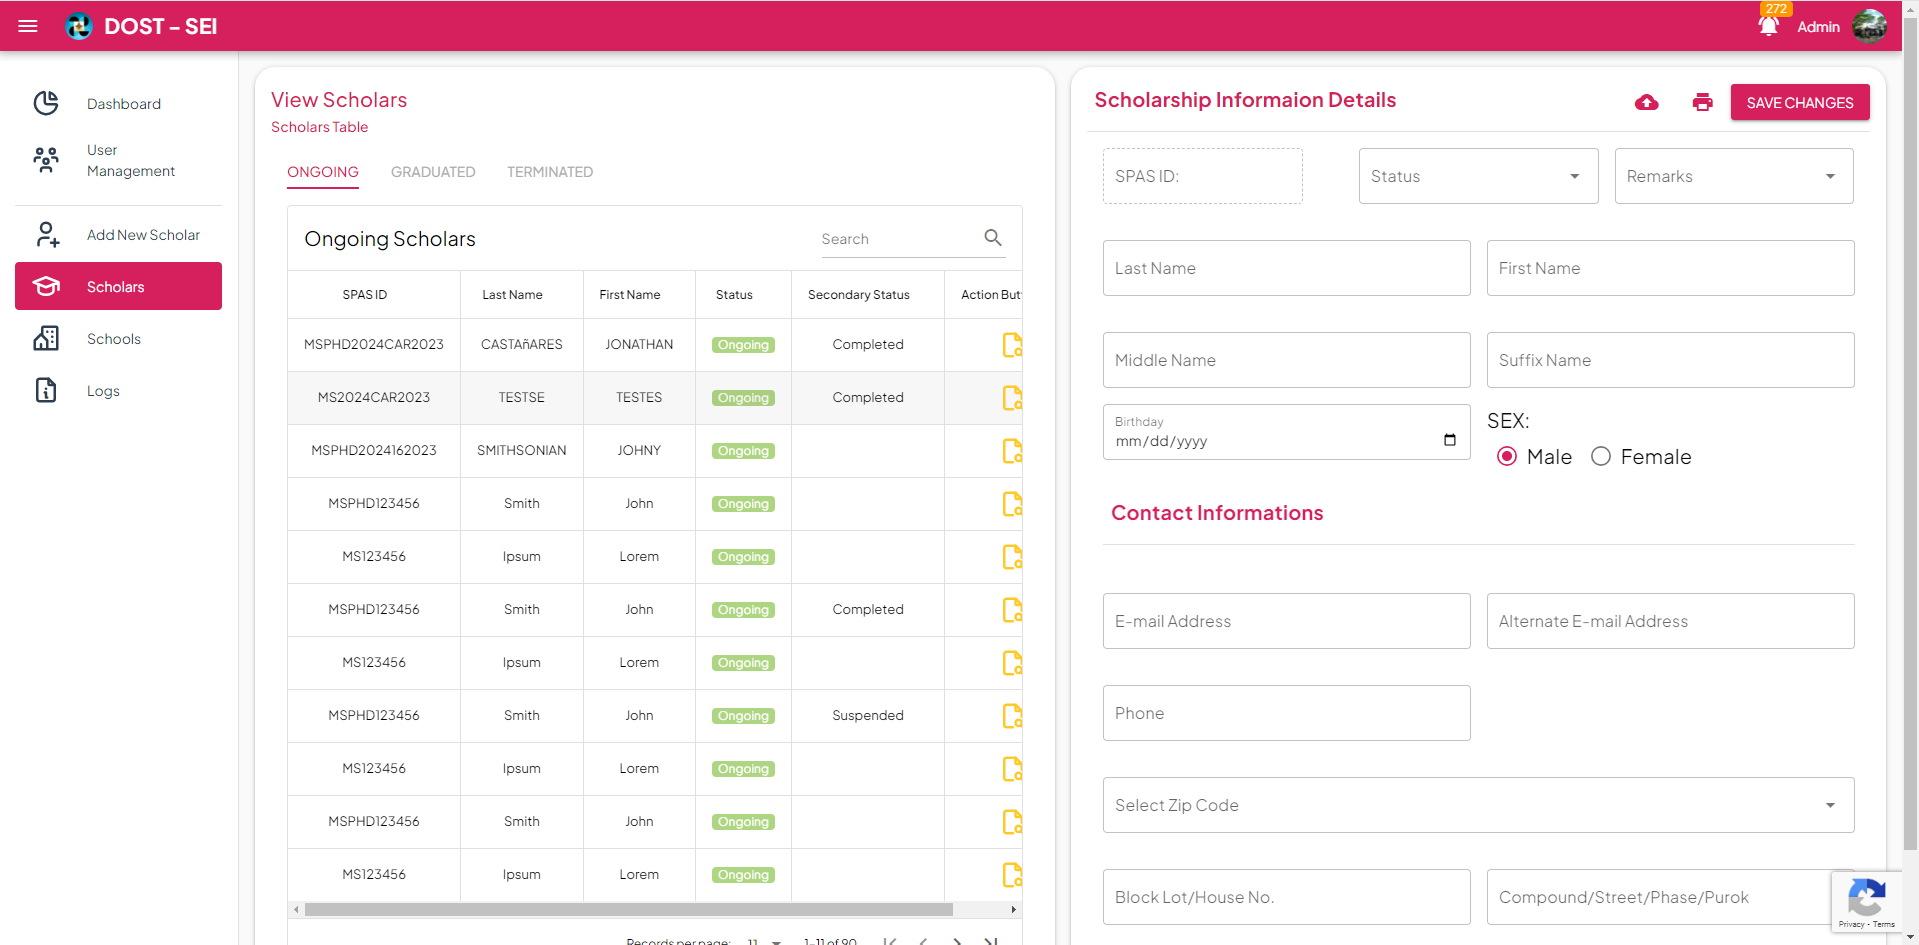 DOST - SEI
272
Admin
Dashboard
User
Management
Add New Scholar
Scholars
Schools
Logs
View Scholars
Scholars Table
ONGOING GRADUATED TERMINATED
Ongoing Scholars
Search
SPAS ID Last Name First Name Status Secondary Status Action But
MSPHD2024CAR2023 CASTAñARES JONATHAN Ongoing Completed
MS2024CAR2023 TESTSE TESTES Ongoing Completed
MSPHD2024162023 SMITHSONIAN JOHNY Ongoing
MSPHD123456 Smith John Ongoing
MS123456 Ipsum Lorem Ongoing
MSPHD123456 Smith John Ongoing Completed
MS123456 Ipsum Lorem Ongoing
MSPHD123456 Smith John Ongoing Suspended
MS123456 Ipsum Lorem Ongoing
MSPHD123456 Smith John Ongoing
MS123456 Ipsum Lorem Ongoing
Records per page: 11 1-11 of 90
Scholarship Informaion Details
SAVE CHANGES
SPAS ID: Status Remarks
Last Name First Name
Middle Name Suffix Name
Birthday
mm/dd/yyyy
SEX:
Male Female
Contact Informations
E-mail Address Alternate E-mail Address
Phone
Select Zip Code
Block Lot/House No. Compound/Street/Phase/Purok
Privacy - Terms